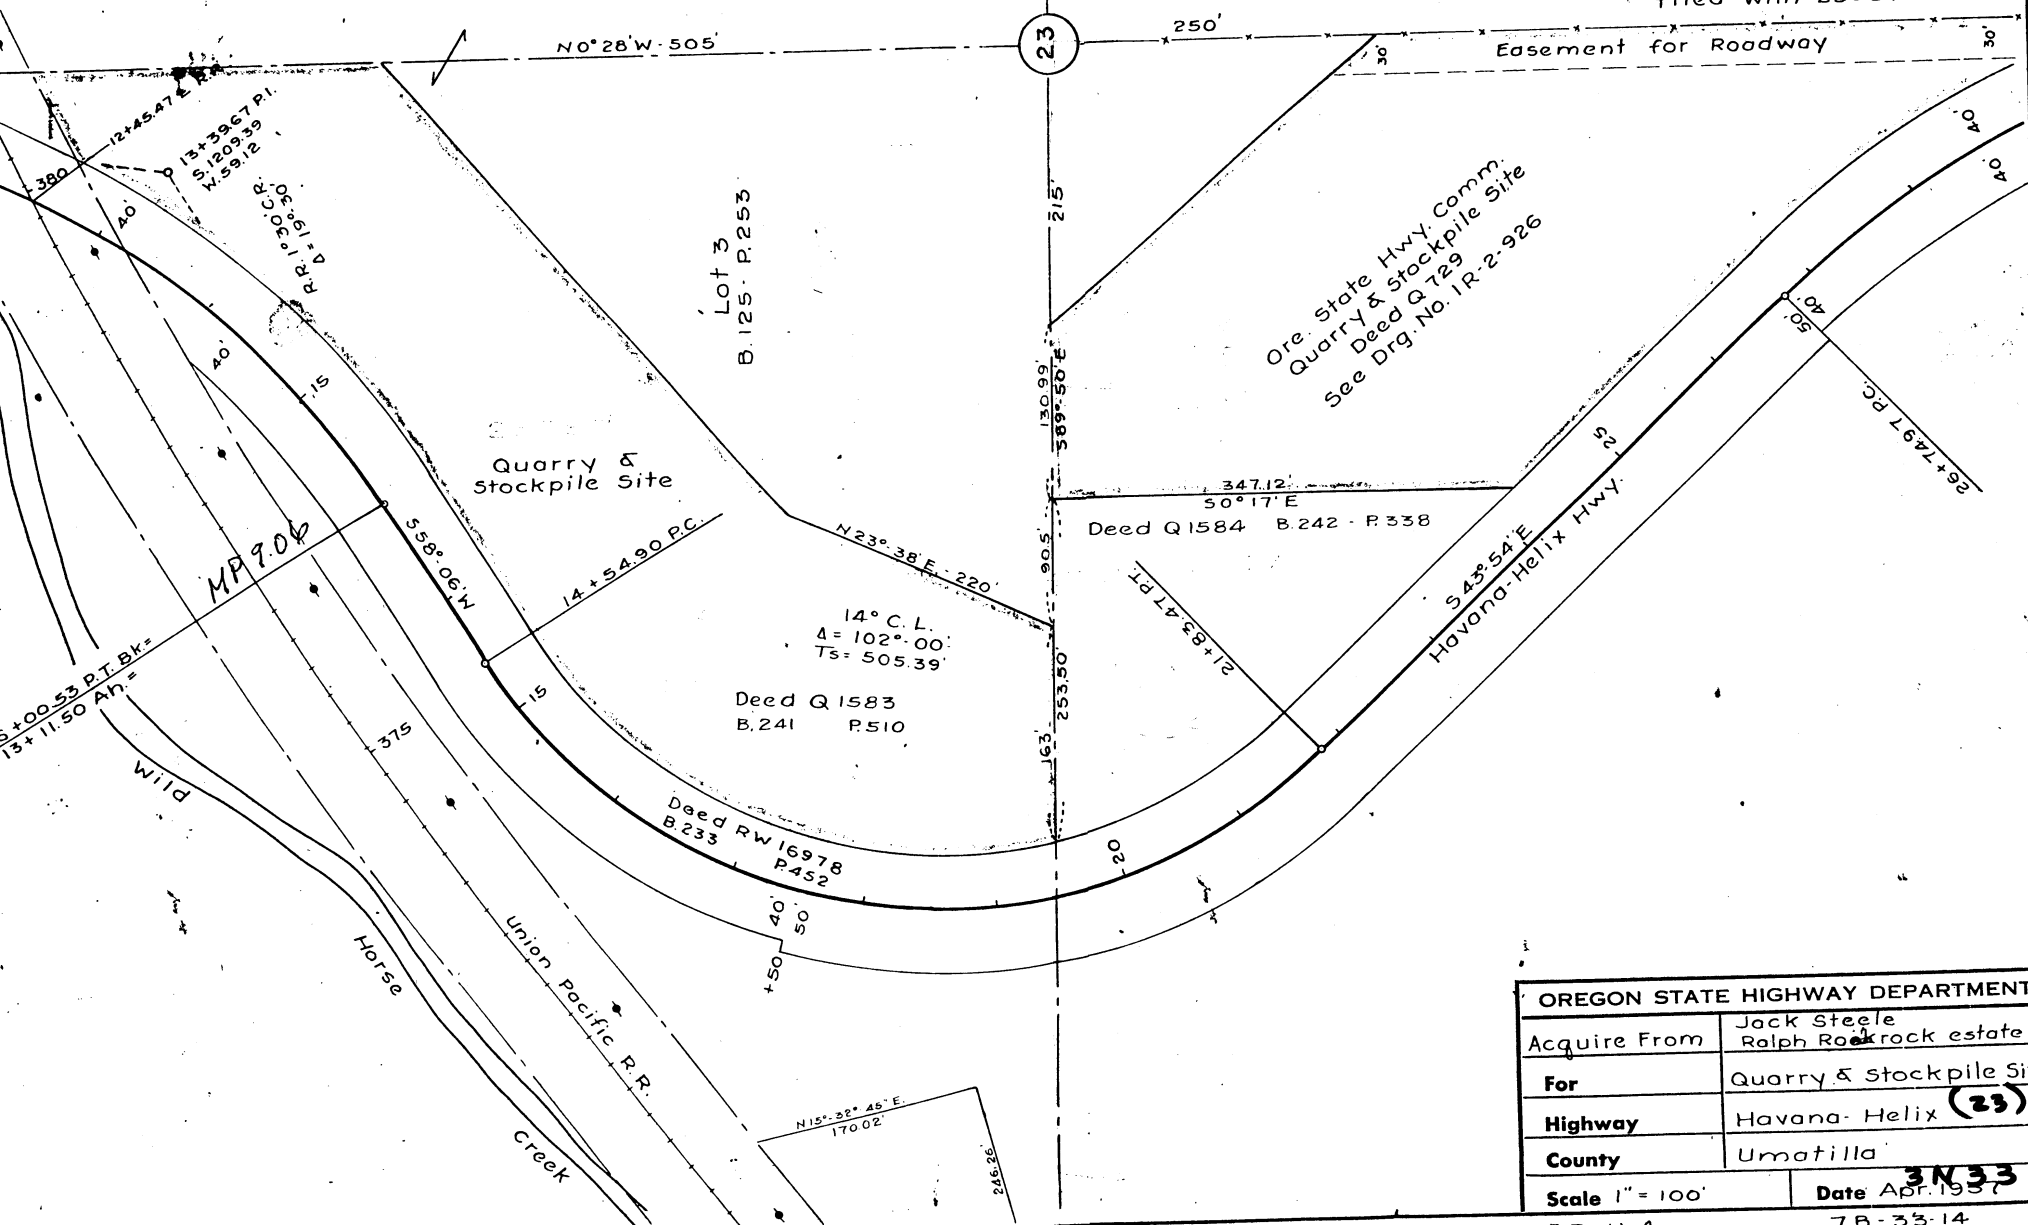 N0°28'W-505'
23
250'
Easement for Roadway
30'
30'
12+45.47 ℄ R.R.
13+39.67 P.I.
S.1209.39
W.59.12
380
40'
R.R. 1°30' C.R.
Δ = 19°-30'
Lot 3
B.125 - P.253
215'
Ore. State Hwy. Comm.
Quarry & Stockpile Site
Deed Q 729
See Drg. No. 1R-2-926
40'
40'
40'
15
130.99'
S89°-50'E
50'
40'
26+74.97 P.C.
25
Quarry &
Stockpile Site
347.12'
S0°17'E
Deed Q1584 B.242 - P.338
MP 9.06
S58°-06'W
14+54.90 P.C.
N23°-38'E - 220'
90.5'
21+83.47 P.T.
S43°-54'E
Havana-Helix Hwy.
14° C.L.
Δ = 102°-00'
Ts = 505.39'
+00.53 P.T. Bk.=
13+11.50 Ah.=
15
375
Deed Q1583
B.241 P.510
253.50'
163'
Wild
Horse
Creek
Deed RW 16978
B.233 P.452
20
40'
50'
+50
Union Pacific R.R.
N15°-32'-45"E.
170.02'
246.26'
OREGON STATE HIGHWAY DEPARTMENT
Acquire From Jack Steele
Ralph rock estate
For Quarry & Stockpile Si
Highway Havana-Helix (23)
County Umatilla
3N33
Scale 1" = 100' Date Apr. 1957
7B-33-14